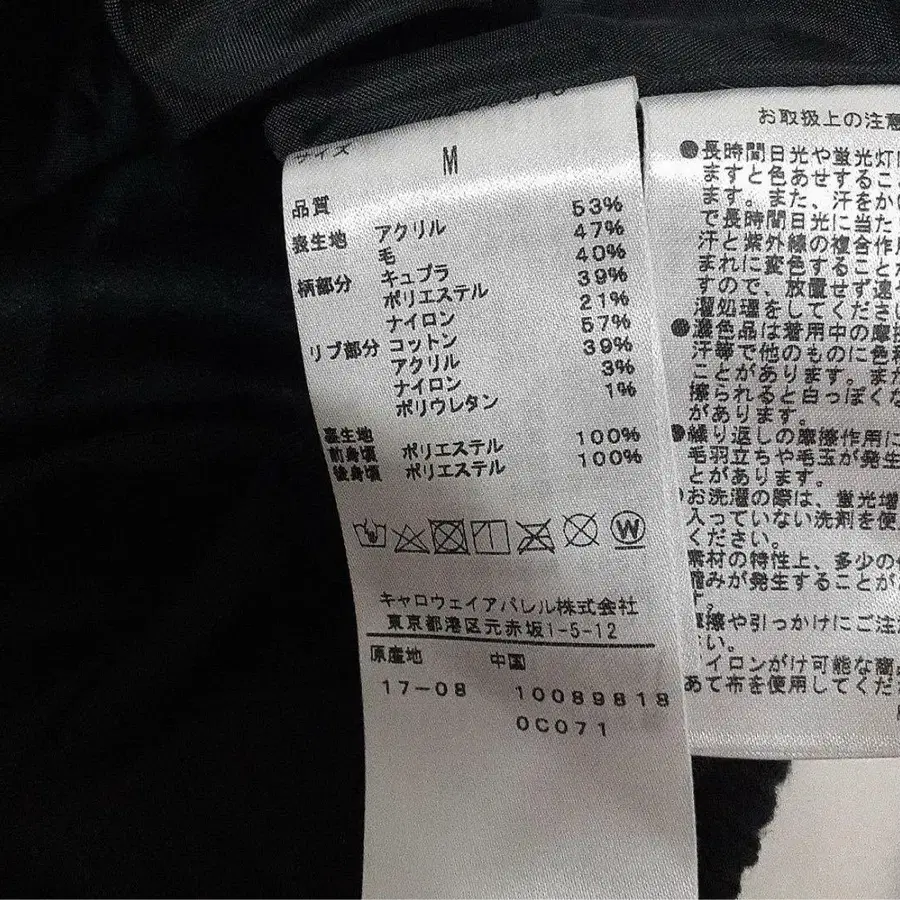 サイズ M
品質
表生地 アクリル 53%
毛 47%
柄部分 キュプラ 40%
ポリエステル 39%
ナイロン 21%
リブ部分 コットン 57%
アクリル 39%
ナイロン 3%
ポリウレタン 1%
裏生地
前身頃 ポリエステル 100%
後身頃 ポリエステル 100%
W
キャロウェイアパレル株式会社
東京都港区元赤坂1-5-12
原産地 中国
17-08 10089818
0C071
お取扱上の注意
●長時間日光や蛍光灯
ますと色あせするこ
ます。また、汗をか
で長時間日光に当た
汗と紫外線の複合作用
まれに変色することが
すので、放置せず速や
濯処理をしてください
●濃色品は着用中の摩擦
汗等で他のものに色移
ことがあります。また
擦られると白っぽくな
があります。
●繰り返しの摩擦作用に
毛羽立ちや毛玉が発生
とがあります。
お洗濯の際は、蛍光増
入っていない洗剤を使用
ください。
素材の特性上、多少の
縮みが発生することが
す。
摩擦や引っかけにご注意
さい。
イロンがけ可能な商品
あて布を使用してくだ